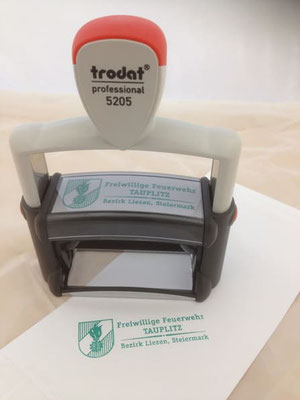 trodat®
professional
5205
Freiwillige Feuerwehr
TAUPLITZ
Bezirk Liezen, Steiermark
Freiwillige Feuerwehr
TAUPLITZ
Bezirk Liezen, Steiermark